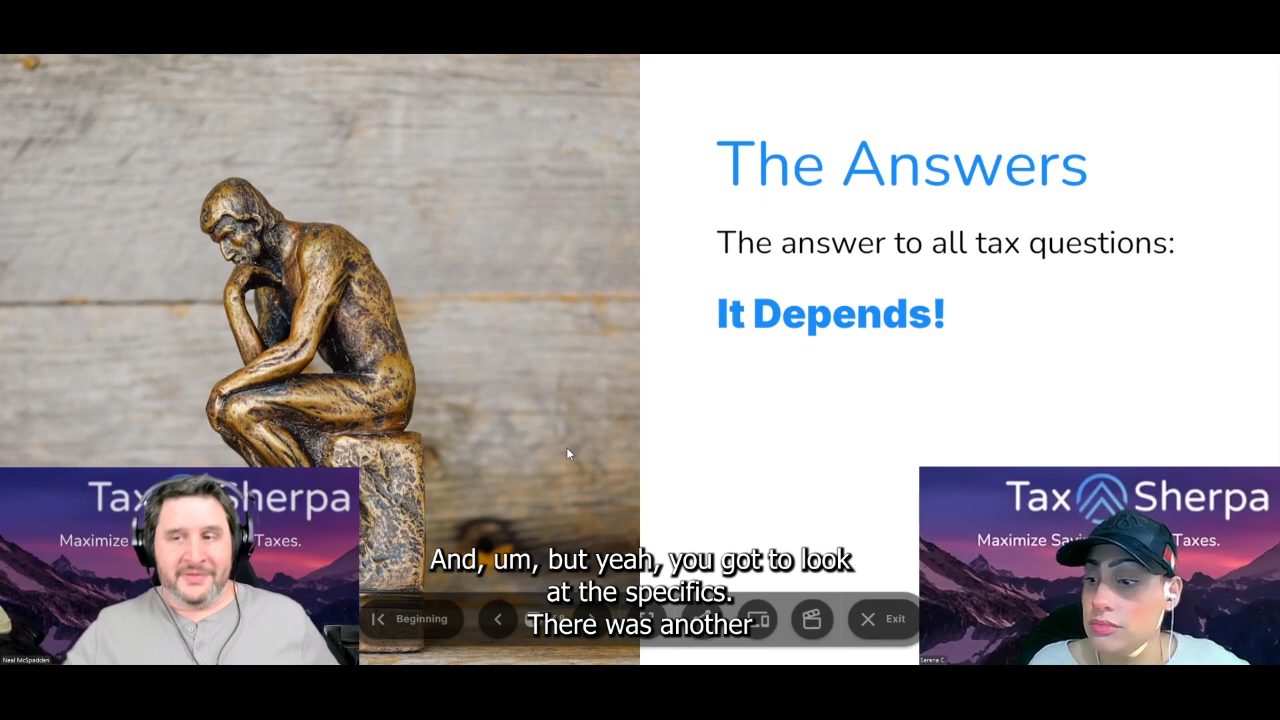 The Answers
The answer to all tax questions:
It Depends!
Tax Sherpa
Maximize Taxes.
Neal McSpadden
And, um, but yeah, you got to look
at the specifics.
There was another
Beginning
Exit
Tax Sherpa
Maximize Taxes.
Serena C.